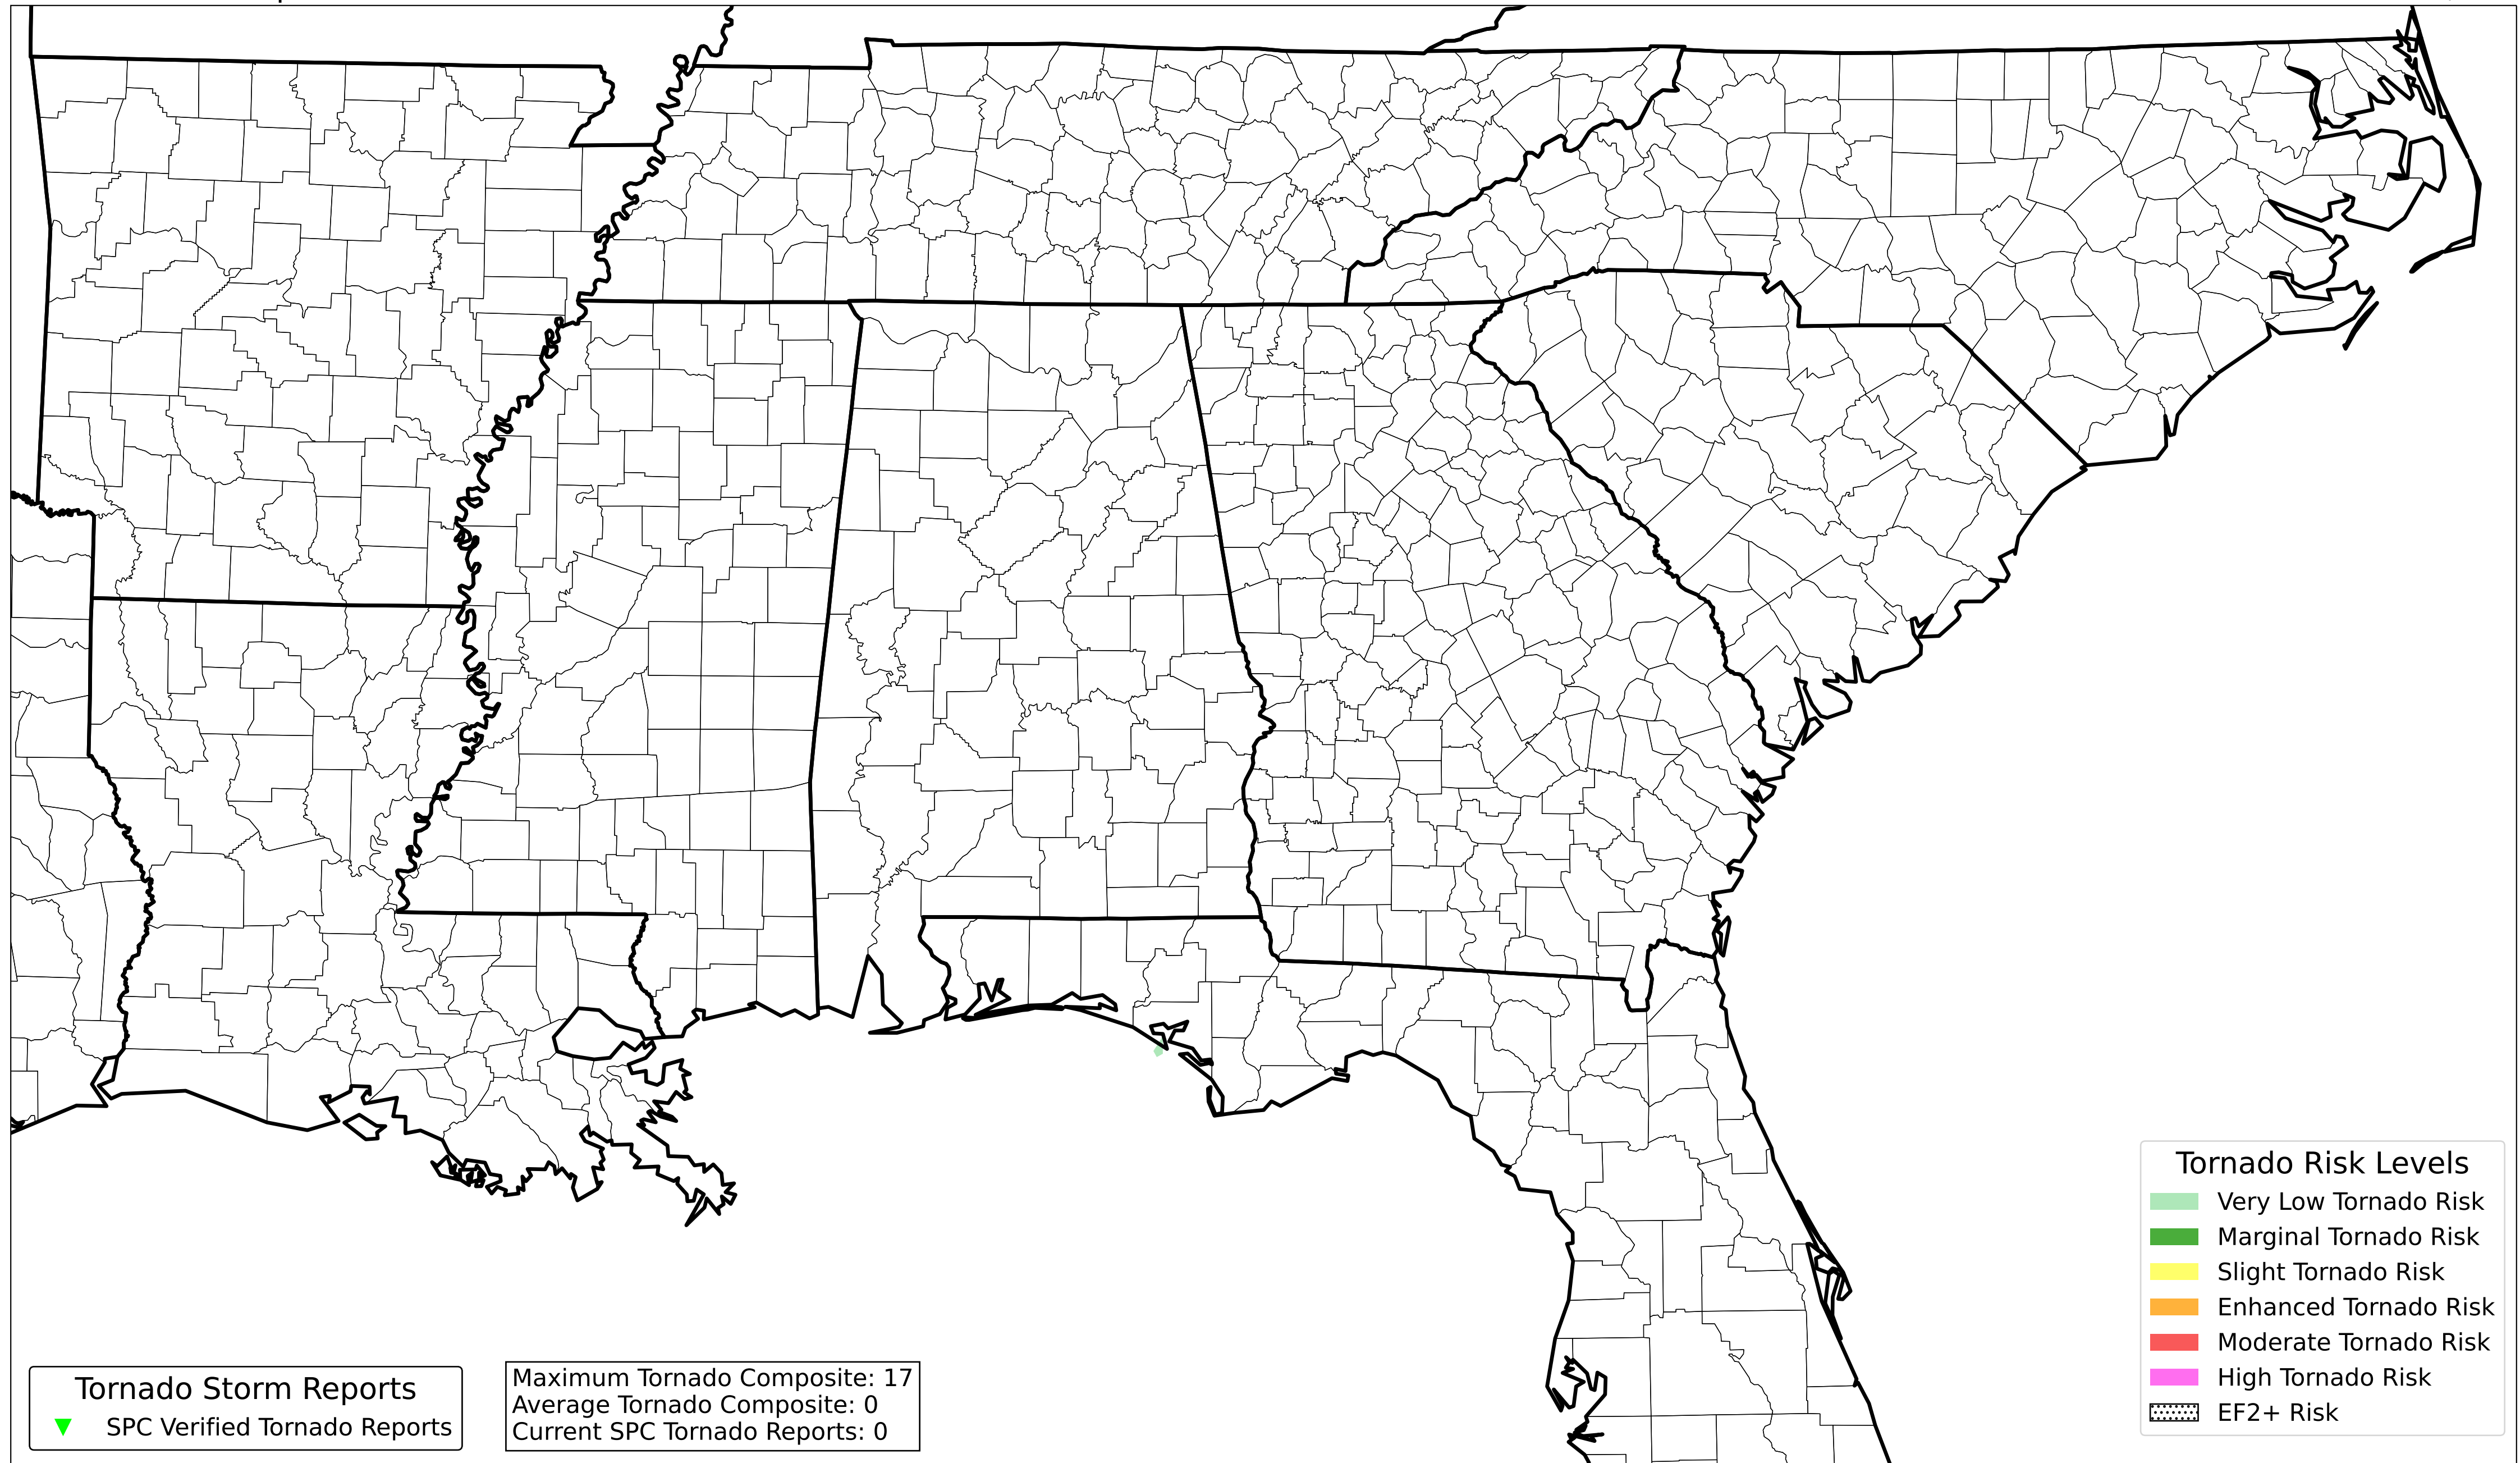 Tornado Risk Levels
Very Low Tornado Risk
Marginal Tornado Risk
Slight Tornado Risk
Enhanced Tornado Risk
Moderate Tornado Risk
High Tornado Risk
EF2+ Risk
Tornado Storm Reports
SPC Verified Tornado Reports
Maximum Tornado Composite: 17
Average Tornado Composite: 0
Current SPC Tornado Reports: 0